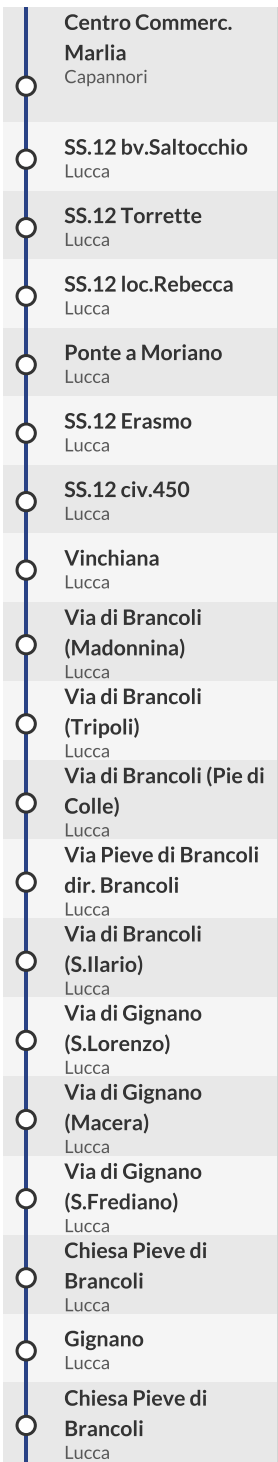 Centro Commerc.
Marlia
Capannori
SS.12 bv.Saltocchio
Lucca
SS.12 Torrette
Lucca
SS.12 loc.Rebecca
Lucca
Ponte a Moriano
Lucca
SS.12 Erasmo
Lucca
SS.12 civ.450
Lucca
Vinchiana
Lucca
Via di Brancoli
(Madonnina)
Lucca
Via di Brancoli
(Tripoli)
Lucca
Via di Brancoli (Pie di
Colle)
Lucca
Via Pieve di Brancoli
dir. Brancoli
Lucca
Via di Brancoli
(S.Ilario)
Lucca
Via di Gignano
(S.Lorenzo)
Lucca
Via di Gignano
(Macera)
Lucca
Via di Gignano
(S.Frediano)
Lucca
Chiesa Pieve di
Brancoli
Lucca
Gignano
Lucca
Chiesa Pieve di
Brancoli
Lucca